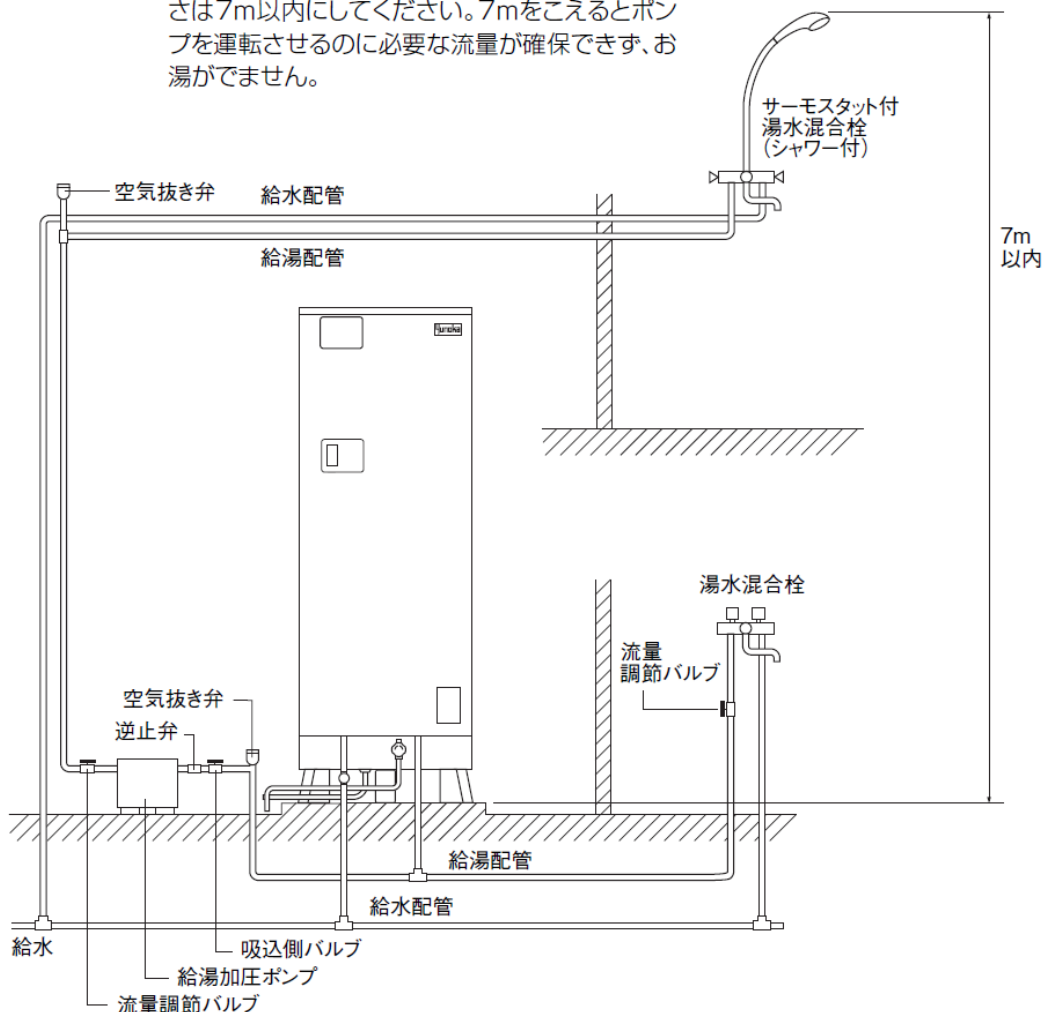 さは7m以内にしてください。7mをこえるとポン
プを運転させるのに必要な流量が確保できず、お
湯がでません。
サーモスタット付
湯水混合栓
(シャワー付)
空気抜き弁
給水配管
給湯配管
7m
以内
湯水混合栓
流量
調節バルブ
空気抜き弁
逆止弁
給湯配管
給水配管
給水
吸込側バルブ
給湯加圧ポンプ
流量調節バルブ